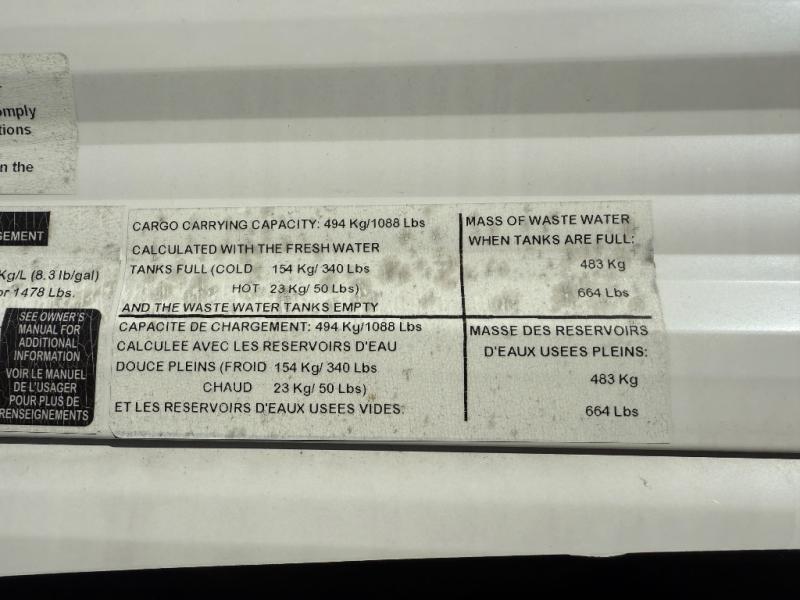 omply
tions
n the
GEMENT
Kg/L (8.3 lb/gal)
or 1478 Lbs.
SEE OWNER'S
MANUAL FOR
ADDITIONAL
INFORMATION
VOIR LE MANUEL
DE L'USAGER
POUR PLUS DE
RENSEIGNEMENTS
CARGO CARRYING CAPACITY: 494 Kg/1088 Lbs
CALCULATED WITH THE FRESH WATER
TANKS FULL (COLD 154 Kg/ 340 Lbs
HOT 23 Kg/ 50 Lbs)
AND THE WASTE WATER TANKS EMPTY
MASS OF WASTE WATER
WHEN TANKS ARE FULL:
483 Kg
664 Lbs
CAPACITE DE CHARGEMENT: 494 Kg/1088 Lbs
CALCULEE AVEC LES RESERVOIRS D'EAU
DOUCE PLEINS (FROID 154 Kg/ 340 Lbs
CHAUD 23 Kg/ 50 Lbs)
ET LES RESERVOIRS D'EAUX USEES VIDES.
MASSE DES RESERVOIRS
D'EAUX USEES PLEINS:
483 Kg
664 Lbs